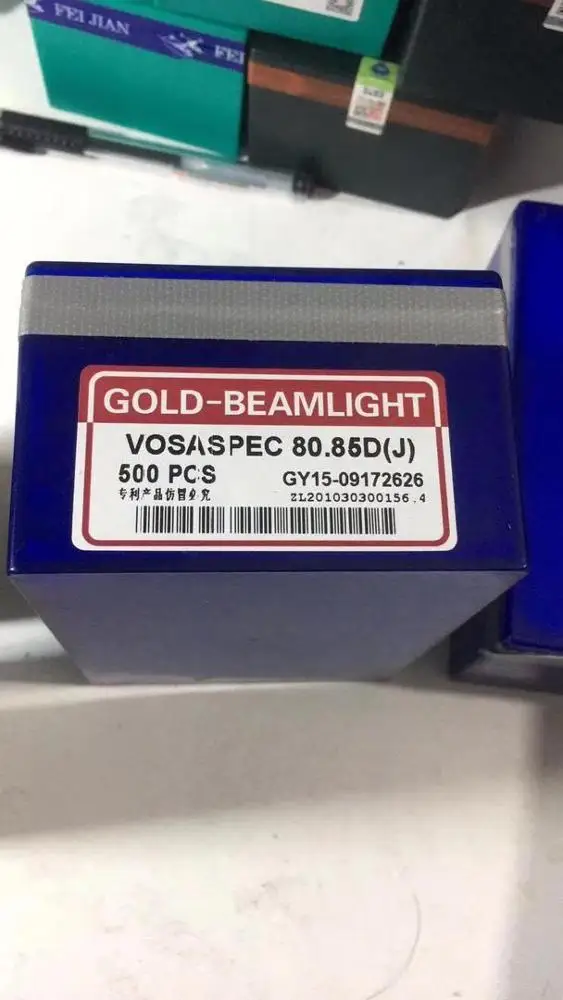 FEI JIAN
FEI
GOLD-BEAMLIGHT
VOSASPEC 80.85D(J)
500 PCS
GY15-09172626
专利产品仿冒必究
ZL201030300156.4